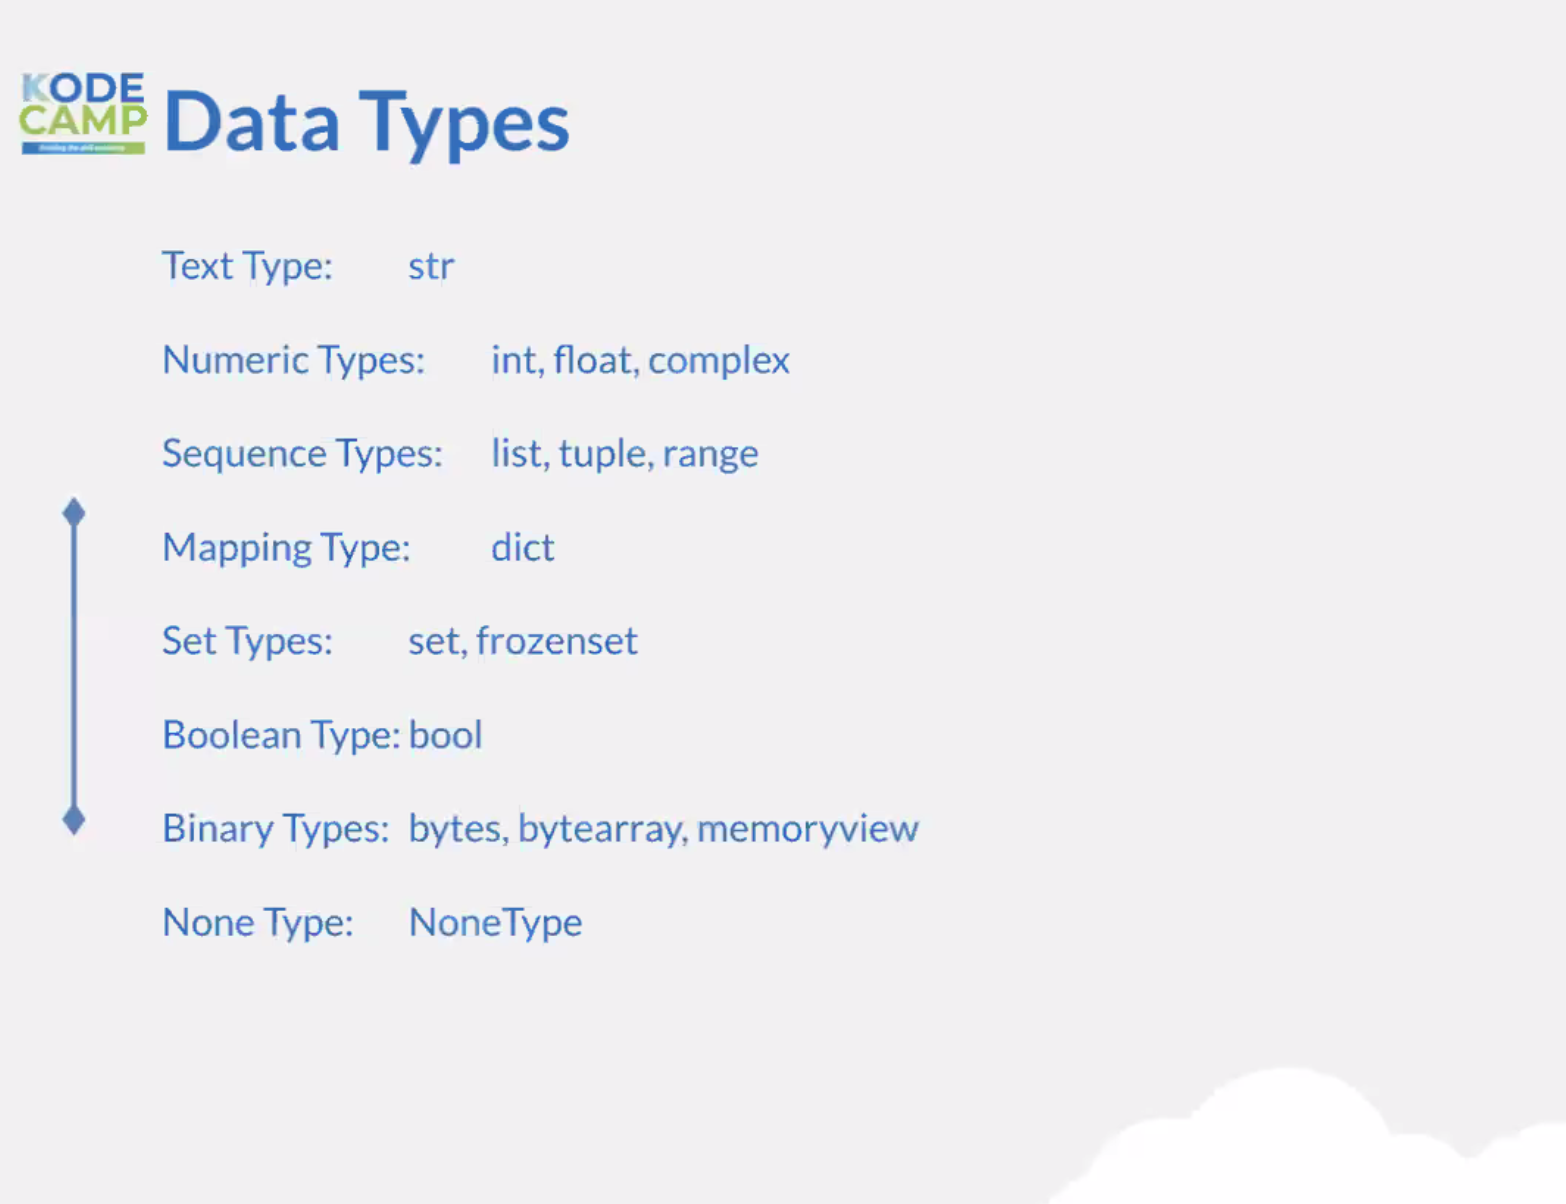 KODE
CAMP
Data Types
Text Type: str
Numeric Types: int, float, complex
Sequence Types: list, tuple, range
Mapping Type: dict
Set Types: set, frozenset
Boolean Type: bool
Binary Types: bytes, bytearray, memoryview
None Type: NoneType